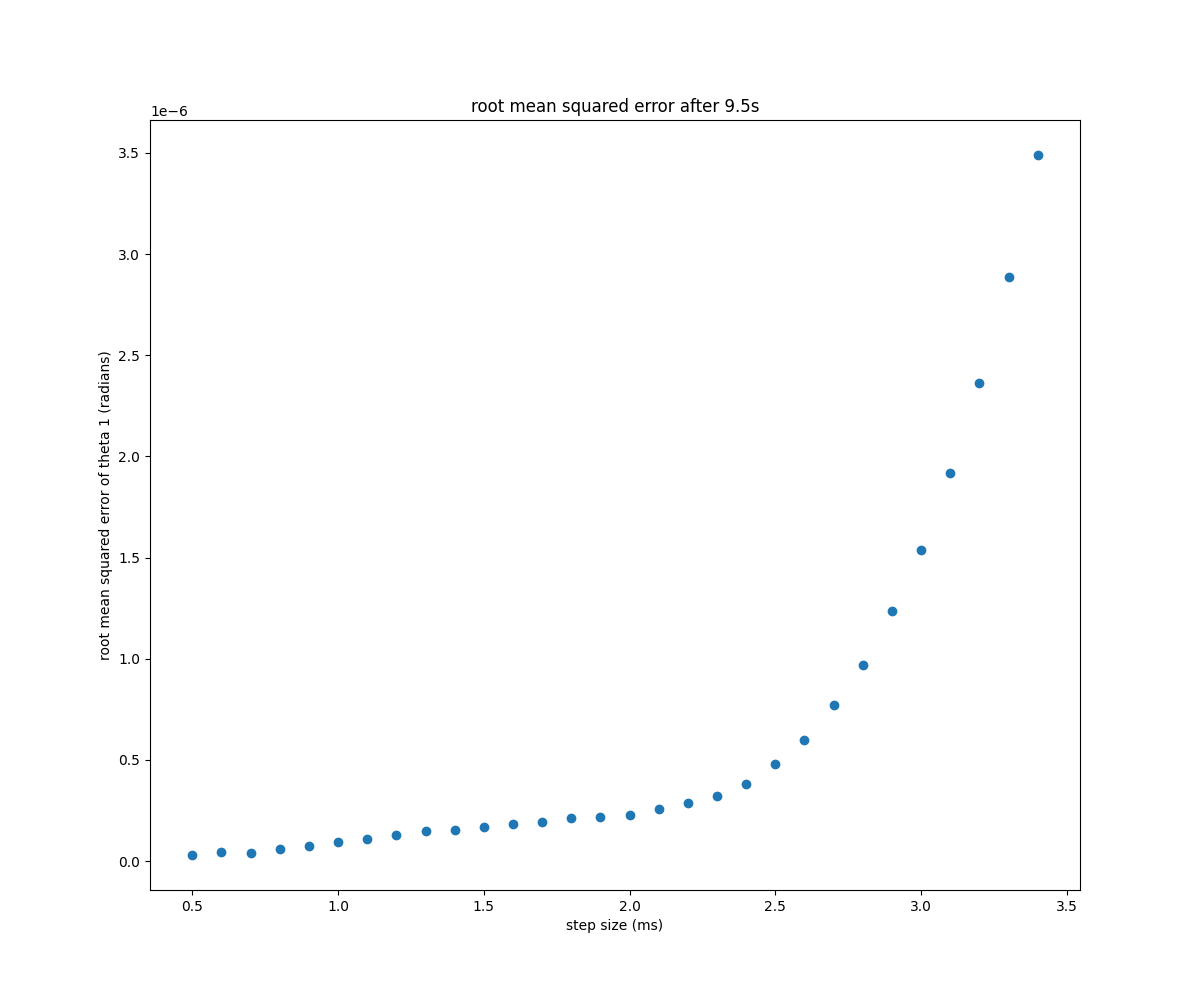 root mean squared error after 9.5s
1e−6
3.5
3.0
2.5
2.0
1.5
1.0
0.5
0.0
root mean squared error of theta 1 (radians)
0.5 1.0 1.5 2.0 2.5 3.0 3.5
step size (ms)